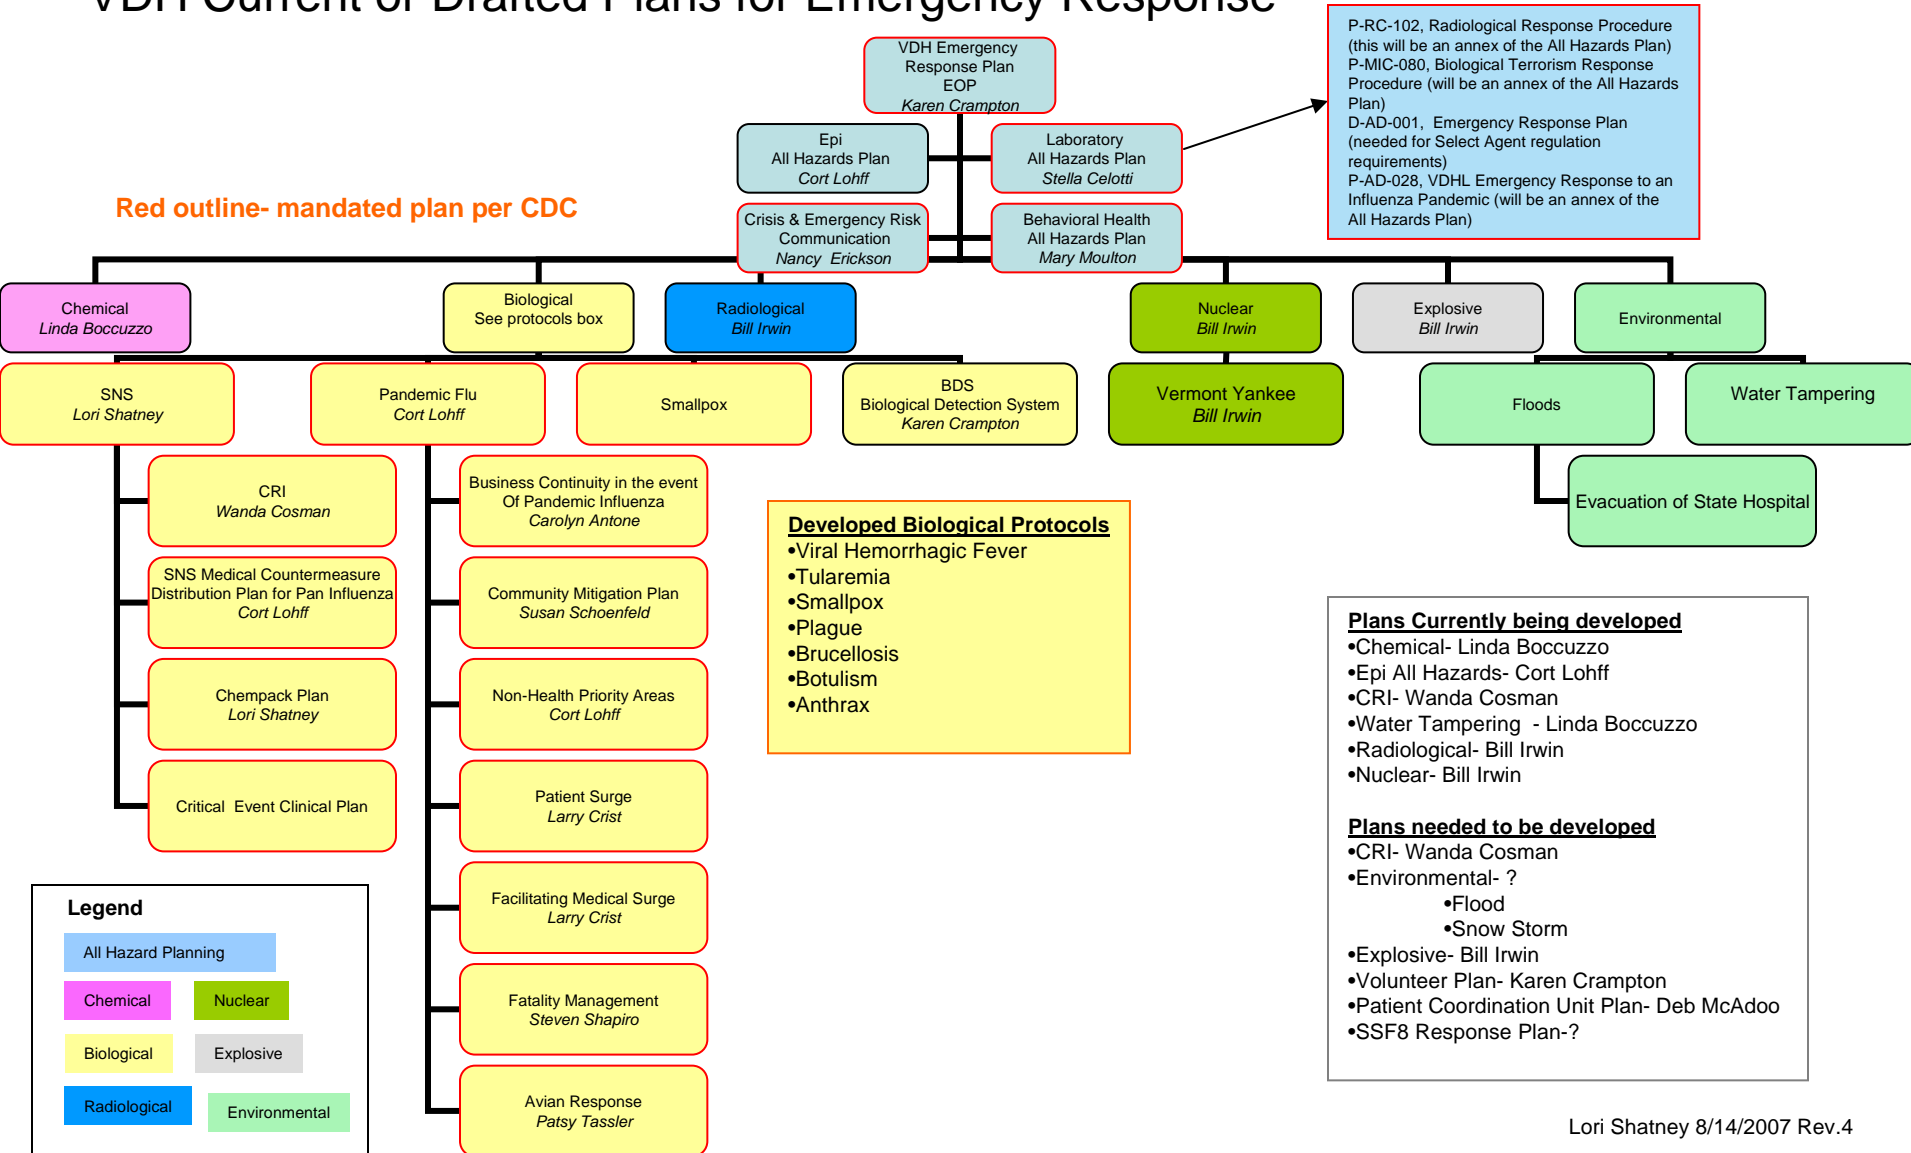 VDH Current or Drafted Plans for Emergency Response
VDH Emergency
Response Plan
EOP
Karen Crampton
P-RC-102, Radiological Response Procedure
(this will be an annex of the All Hazards Plan)
P-MIC-080, Biological Terrorism Response
Procedure (will be an annex of the All Hazards
Plan)
D-AD-001, Emergency Response Plan
(needed for Select Agent regulation
requirements)
P-AD-028, VDHL Emergency Response to an
Influenza Pandemic (will be an annex of the
All Hazards Plan)
Epi
All Hazards Plan
Cort Lohff
Laboratory
All Hazards Plan
Stella Celotti
Red outline- mandated plan per CDC
Crisis & Emergency Risk
Communication
Nancy Erickson
Behavioral Health
All Hazards Plan
Mary Moulton
Chemical
Linda Boccuzzo
Biological
See protocols box
Radiological
Bill Irwin
Nuclear
Bill Irwin
Explosive
Bill Irwin
Environmental
SNS
Lori Shatney
Pandemic Flu
Cort Lohff
Smallpox
BDS
Biological Detection System
Karen Crampton
Vermont Yankee
Bill Irwin
Floods
Water Tampering
CRI
Wanda Cosman
SNS Medical Countermeasure
Distribution Plan for Pan Influenza
Cort Lohff
Chempack Plan
Lori Shatney
Critical Event Clinical Plan
Business Continuity in the event
Of Pandemic Influenza
Carolyn Antone
Community Mitigation Plan
Susan Schoenfeld
Non-Health Priority Areas
Cort Lohff
Patient Surge
Larry Crist
Facilitating Medical Surge
Larry Crist
Fatality Management
Steven Shapiro
Avian Response
Patsy Tassler
Evacuation of State Hospital
Developed Biological Protocols
•Viral Hemorrhagic Fever
•Tularemia
•Smallpox
•Plague
•Brucellosis
•Botulism
•Anthrax
Plans Currently being developed
•Chemical- Linda Boccuzzo
•Epi All Hazards- Cort Lohff
•CRI- Wanda Cosman
•Water Tampering - Linda Boccuzzo
•Radiological- Bill Irwin
•Nuclear- Bill Irwin
Plans needed to be developed
•CRI- Wanda Cosman
•Environmental- ?
•Flood
•Snow Storm
•Explosive- Bill Irwin
•Volunteer Plan- Karen Crampton
•Patient Coordination Unit Plan- Deb McAdoo
•SSF8 Response Plan-?
Legend
All Hazard Planning
Chemical
Nuclear
Biological
Explosive
Radiological
Environmental
Lori Shatney 8/14/2007 Rev.4